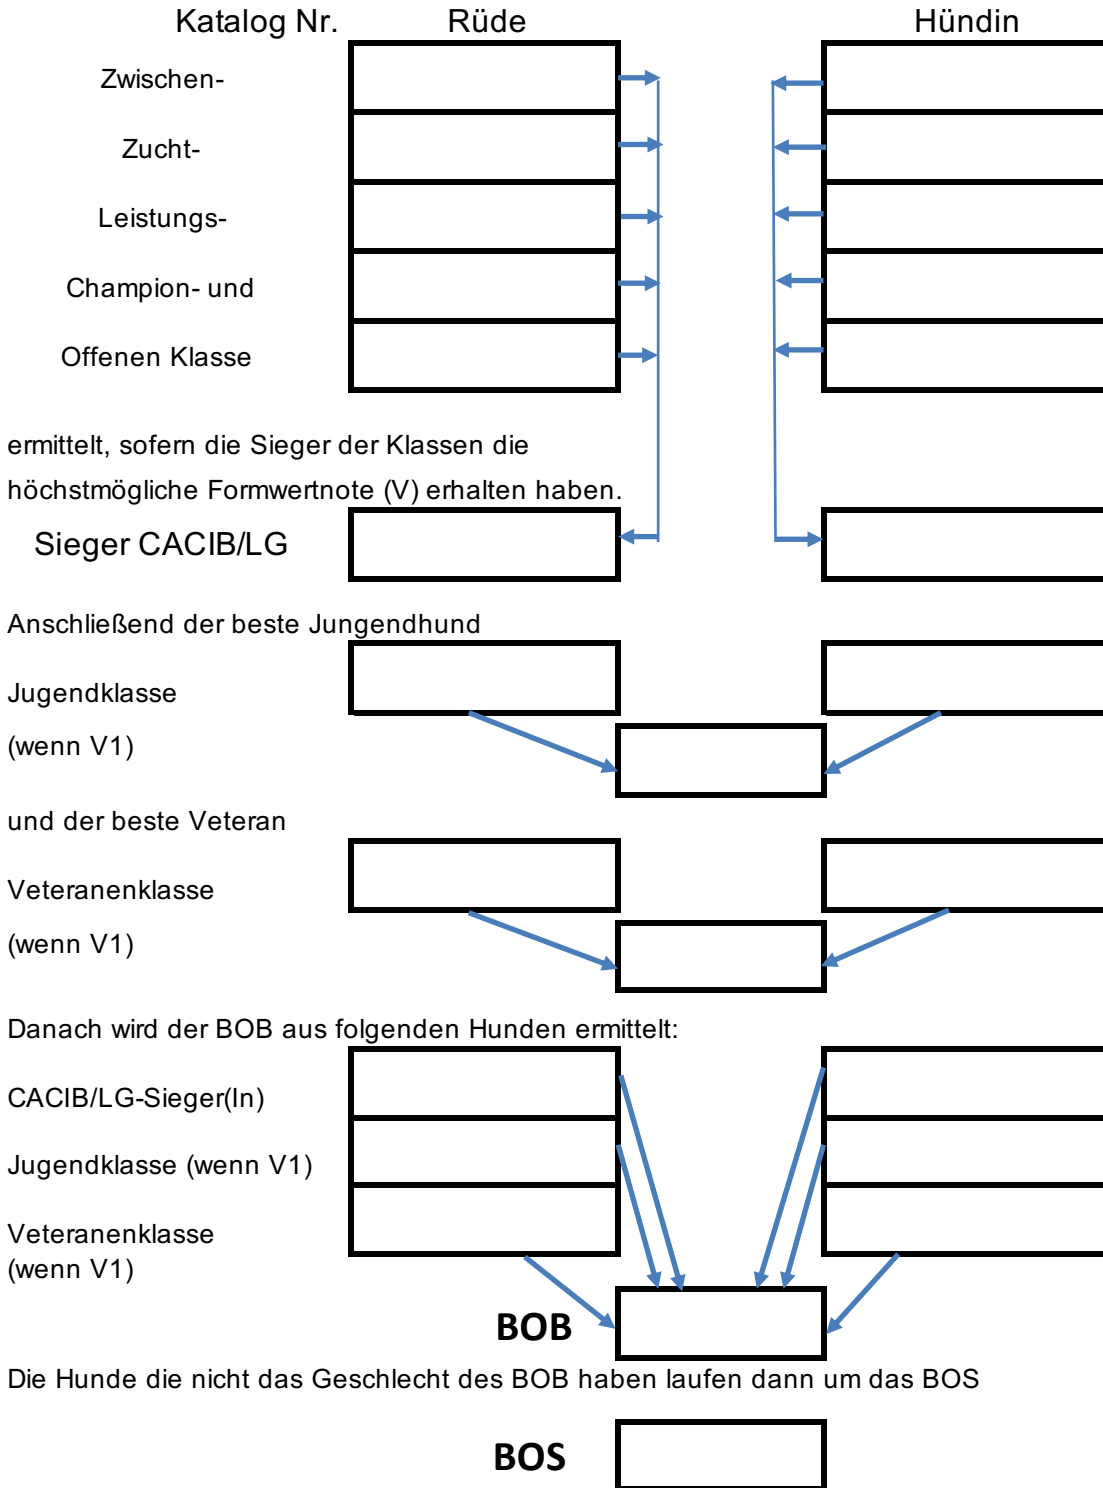 Katalog Nr. Rüde Hündin
Zwischen-
Zucht-
Leistungs-
Champion- und
Offenen Klasse
ermittelt, sofern die Sieger der Klassen die
höchstmögliche Formwertnote (V) erhalten haben.
Sieger CACIB/LG
Anschließend der beste Jungendhund
Jugendklasse
(wenn V1)
und der beste Veteran
Veteranenklasse
(wenn V1)
Danach wird der BOB aus folgenden Hunden ermittelt:
CACIB/LG-Sieger(In)
Jugendklasse (wenn V1)
Veteranenklasse
(wenn V1)
BOB
Die Hunde die nicht das Geschlecht des BOB haben laufen dann um das BOS
BOS